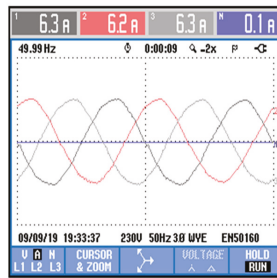 1 6.3 A 2 6.2 A 3 6.3 A N 0.1 A
49.99 Hz 0:00:09 -2x
09/09/19 19:33:37 230V 50Hz 3Ø WYE EN50160
V A N CURSOR VOLTAGE HOLD
L1 L2 L3 & ZOOM RUN